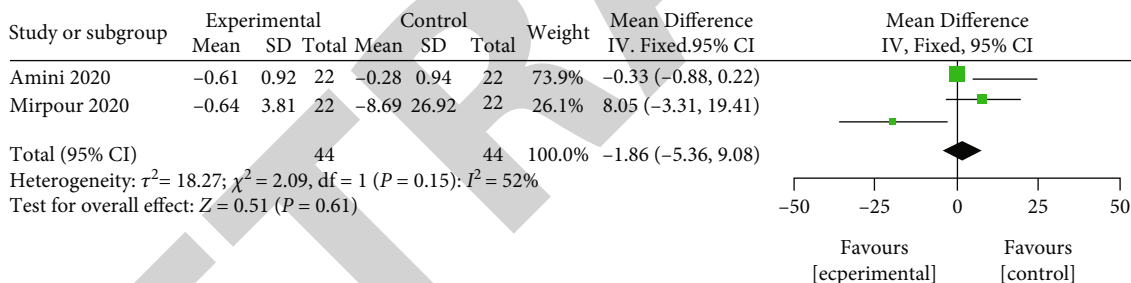 Study or subgroup Experimental Control Weight Mean Difference Mean Difference
Mean SD Total Mean SD Total IV. Fixed.95% CI IV, Fixed, 95% CI
Amini 2020 –0.61 0.92 22 –0.28 0.94 22 73.9% –0.33 (–0.88, 0.22)
Mirpour 2020 –0.64 3.81 22 –8.69 26.92 22 26.1% 8.05 (–3.31, 19.41)
Total (95% CI) 44 44 100.0% –1.86 (–5.36, 9.08)
Heterogeneity: τ²= 18.27; χ² = 2.09, df = 1 (P = 0.15): I² = 52%
Test for overall effect: Z = 0.51 (P = 0.61)
–50 –25 0 25 50
Favours Favours
[ecperimental] [control]